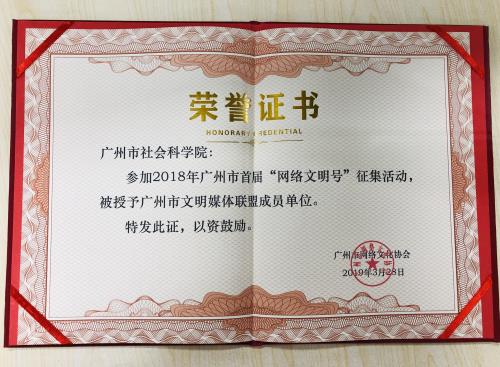 荣誉证书
HONORARY CREDENTIAL
广州市社会科学院：
参加2018年广州市首届“网络文明号”征集活动，
被授予广州市文明媒体联盟成员单位。
特发此证，以资鼓励。
广州市网络文化协会
2019年3月28日